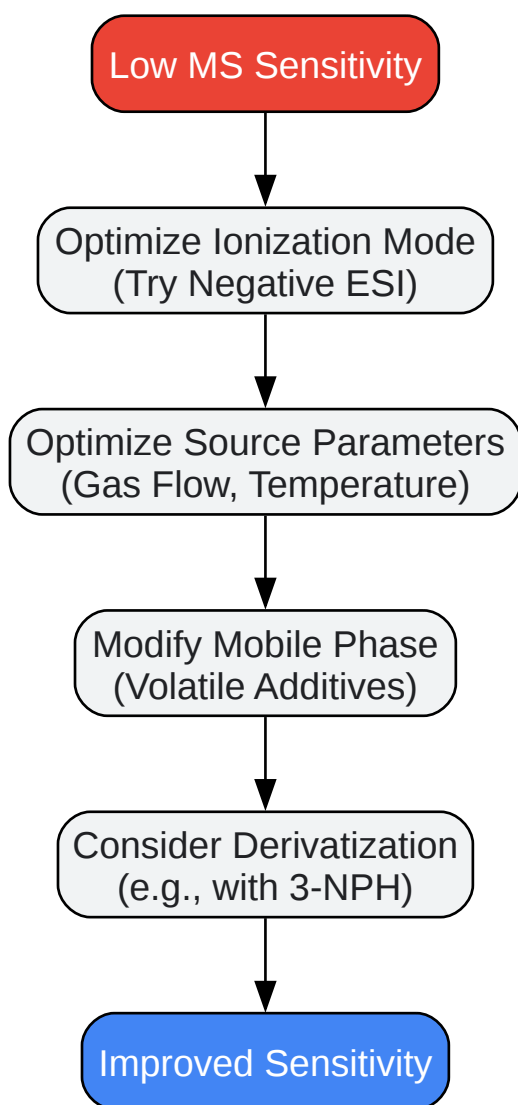 Low MS Sensitivity
Optimize Ionization Mode
(Try Negative ESI)
Optimize Source Parameters
(Gas Flow, Temperature)
Modify Mobile Phase
(Volatile Additives)
Consider Derivatization
(e.g., with 3-NPH)
Improved Sensitivity